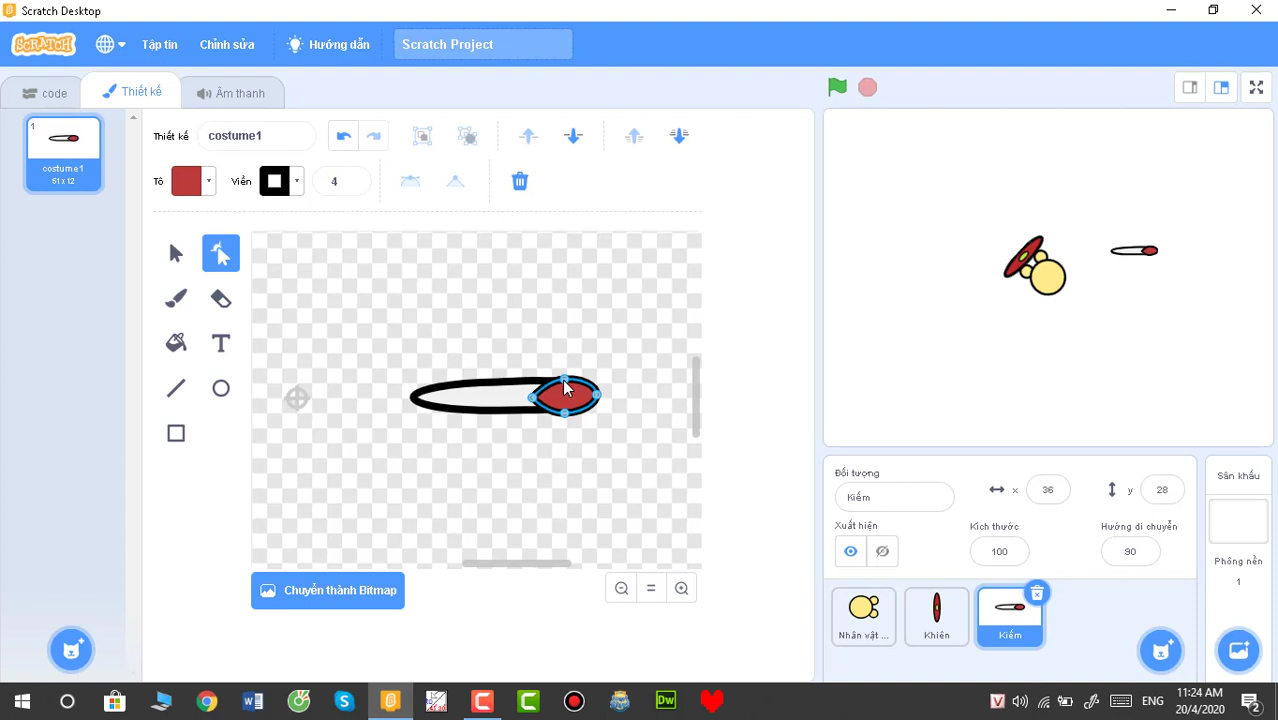 Scratch Desktop
SCRATCH
Tập tin
Chỉnh sửa
Hướng dẫn
Scratch Project
code
Thiết kế
Âm thanh
1
costume1
51 x 12
Thiết kế
costume1
Tô
Viền
4
Chuyển thành Bitmap
Đối tượng
Kiếm
x
36
y
28
Xuất hiện
Kích thước
Hướng di chuyển
100
90
Nhân vật ...
Khiên
Kiếm
Sân khấu
Phông nền
1
ENG
11:24 AM
20/4/2020
2